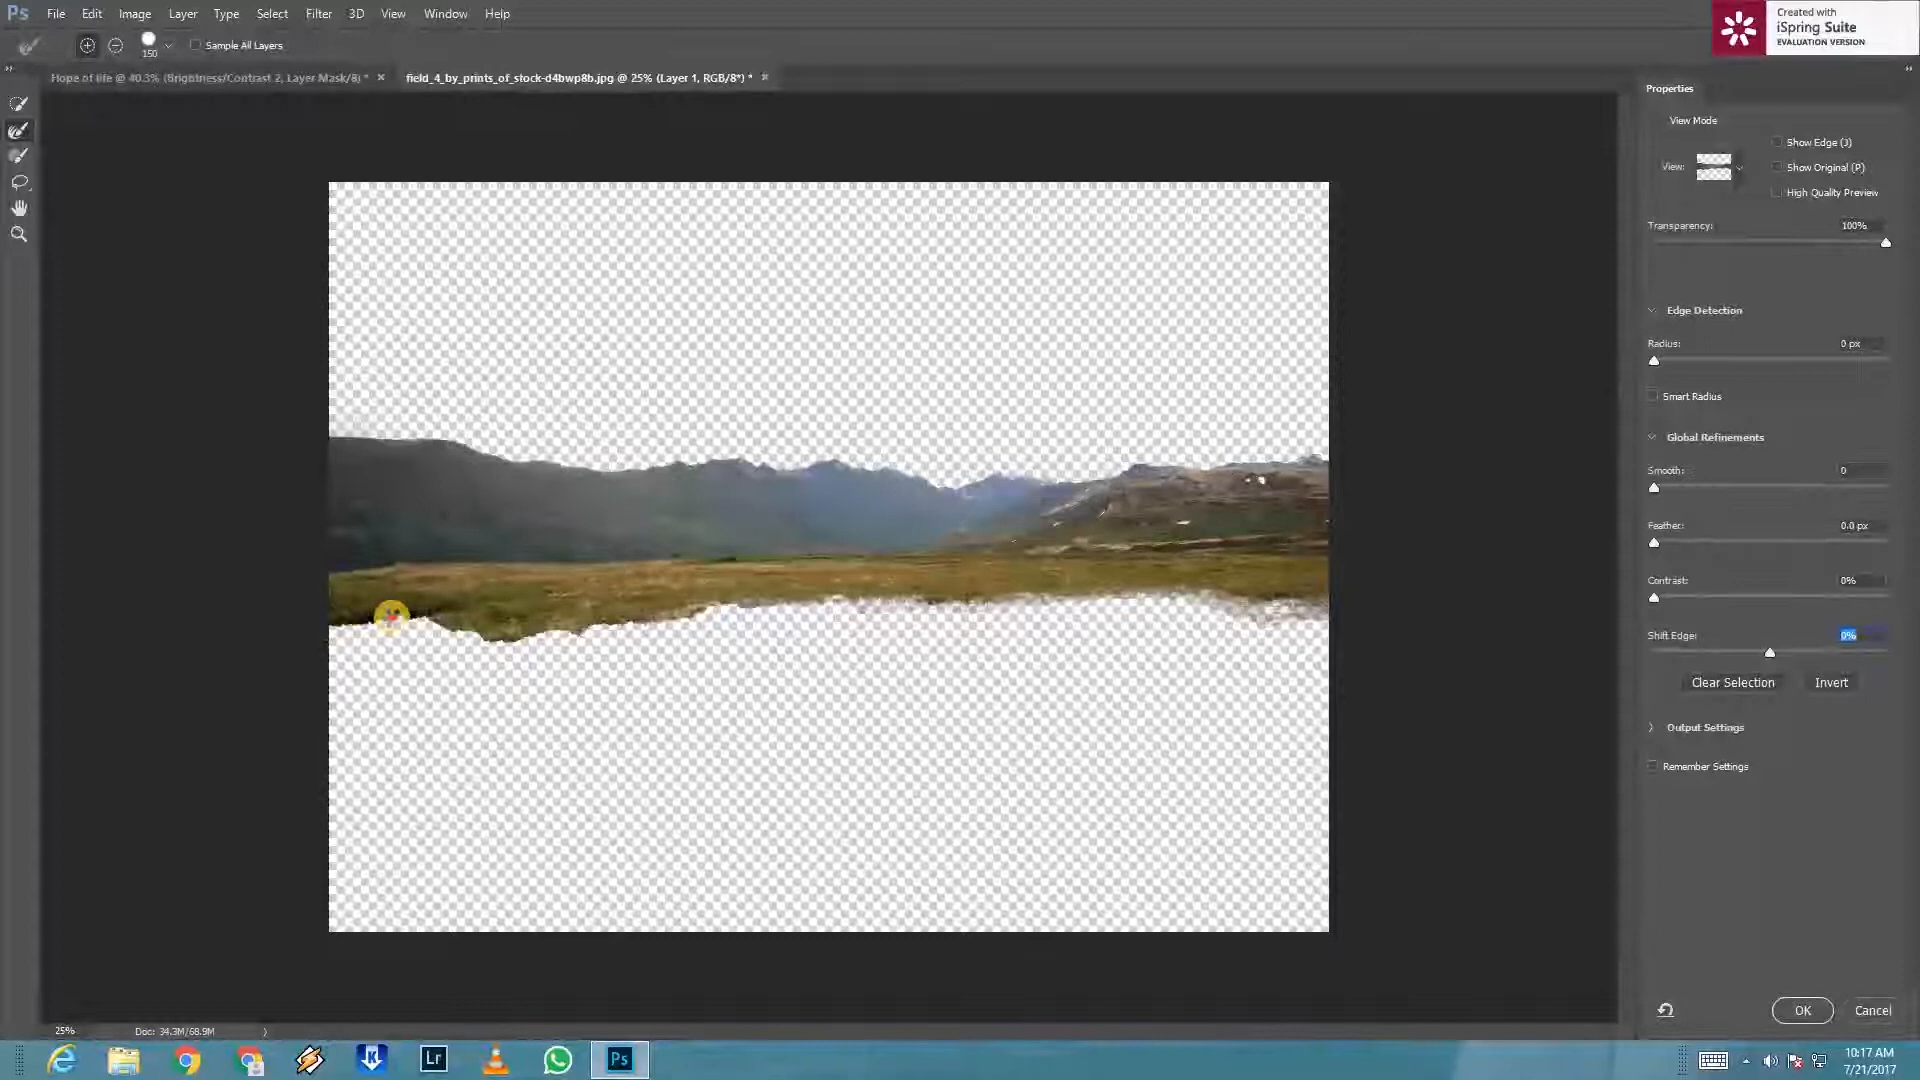 Ps File Edit Image Layer Type Select Filter 3D View Window Help
Created with
iSpring Suite
EVALUATION VERSION
150
Sample All Layers
Hope of life @ 40.3% (Brightness/Contrast 2, Layer Mask/8) *
field_4_by_prints_of_stock-d4bwp8b.jpg @ 25% (Layer 1, RGB/8*) *
Properties
View Mode
View:
Show Edge (J)
Show Original (P)
High Quality Preview
Transparency: 100%
Edge Detection
Radius: 0 px
Smart Radius
Global Refinements
Smooth: 0
Feather: 0.0 px
Contrast: 0%
Shift Edge: 0%
Clear Selection Invert
Output Settings
Remember Settings
OK Cancel
25% Doc: 34.3M/68.9M
K Lr Ps
10:17 AM
7/21/2017